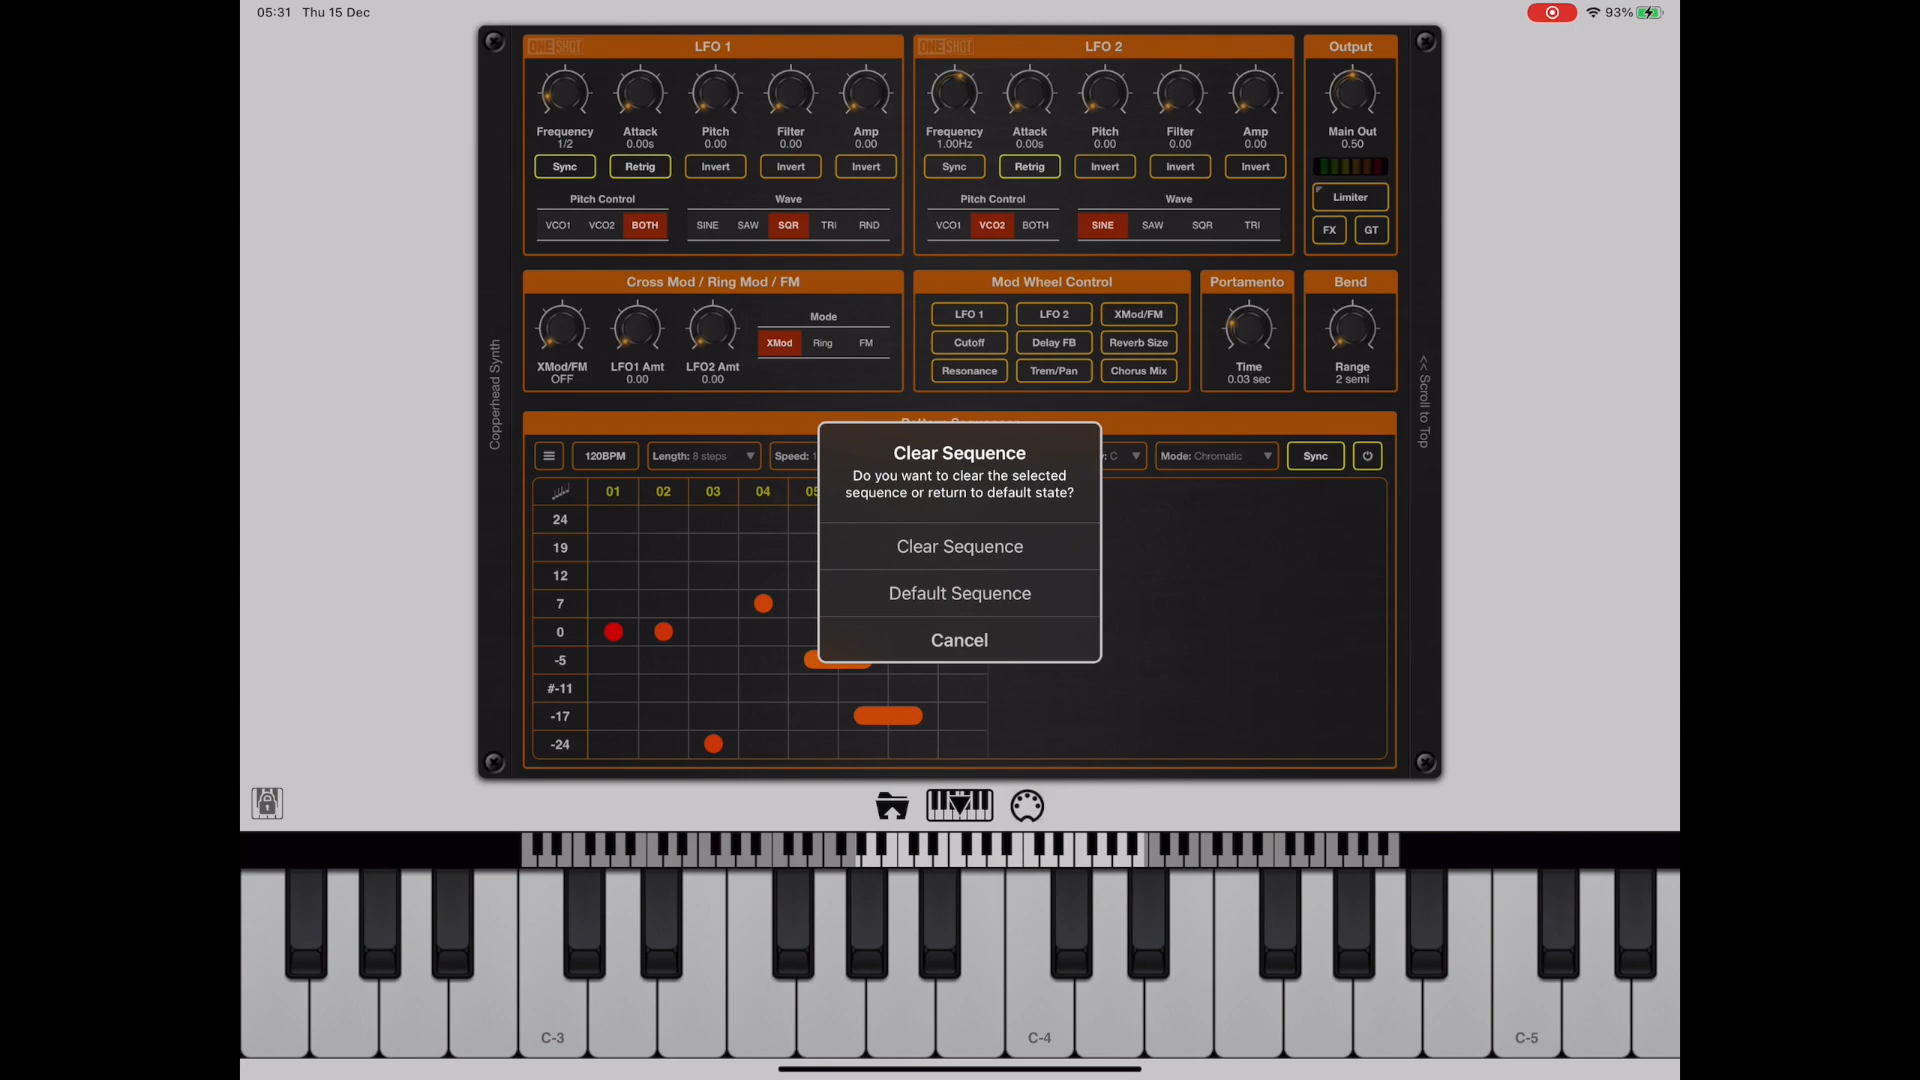 05:31 Thu 15 Dec
93%
ONE SHOT LFO 1
Frequency Attack Pitch Filter Amp
1/2 0.00s 0.00 0.00 0.00
Sync Retrig Invert Invert Invert
Pitch Control Wave
VCO1 VCO2 BOTH SINE SAW SQR TRI RND
ONE SHOT LFO 2
Frequency Attack Pitch Filter Amp
1.00Hz 0.00s 0.00 0.00 0.00
Sync Retrig Invert Invert Invert
Pitch Control Wave
VCO1 VCO2 BOTH SINE SAW SQR TRI
Output
Main Out
0.50
Limiter
FX GT
Cross Mod / Ring Mod / FM
Mode
XMod Ring FM
XMod/FM LFO1 Amt LFO2 Amt
OFF 0.00 0.00
Mod Wheel Control
LFO 1 LFO 2 XMod/FM
Cutoff Delay FB Reverb Size
Resonance Trem/Pan Chorus Mix
Portamento
Time
0.03 sec
Bend
Range
2 semi
Copperhead Synth
<< Scroll to Top
120BPM Length: 8 steps Speed: 1 : C Mode: Chromatic Sync
01 02 03 04 05
24
19
12
7
0
-5
#-11
-17
-24
Clear Sequence
Do you want to clear the selected
sequence or return to default state?
Clear Sequence
Default Sequence
Cancel
C-3 C-4 C-5